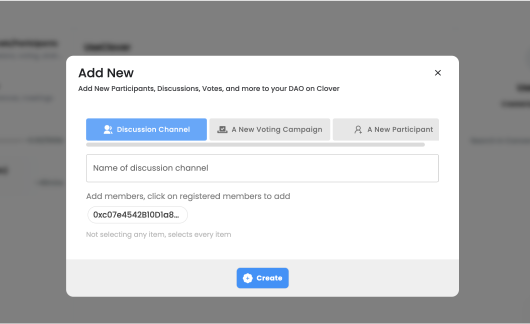 Add New
Add New Participants, Discussions, Votes, and more to your DAO on Clover
Discussion Channel
A New Voting Campaign
A New Participant
Name of discussion channel
Add members, click on registered members to add
0xc07e4542B10D1a8...
Not selecting any item, selects every item
Create